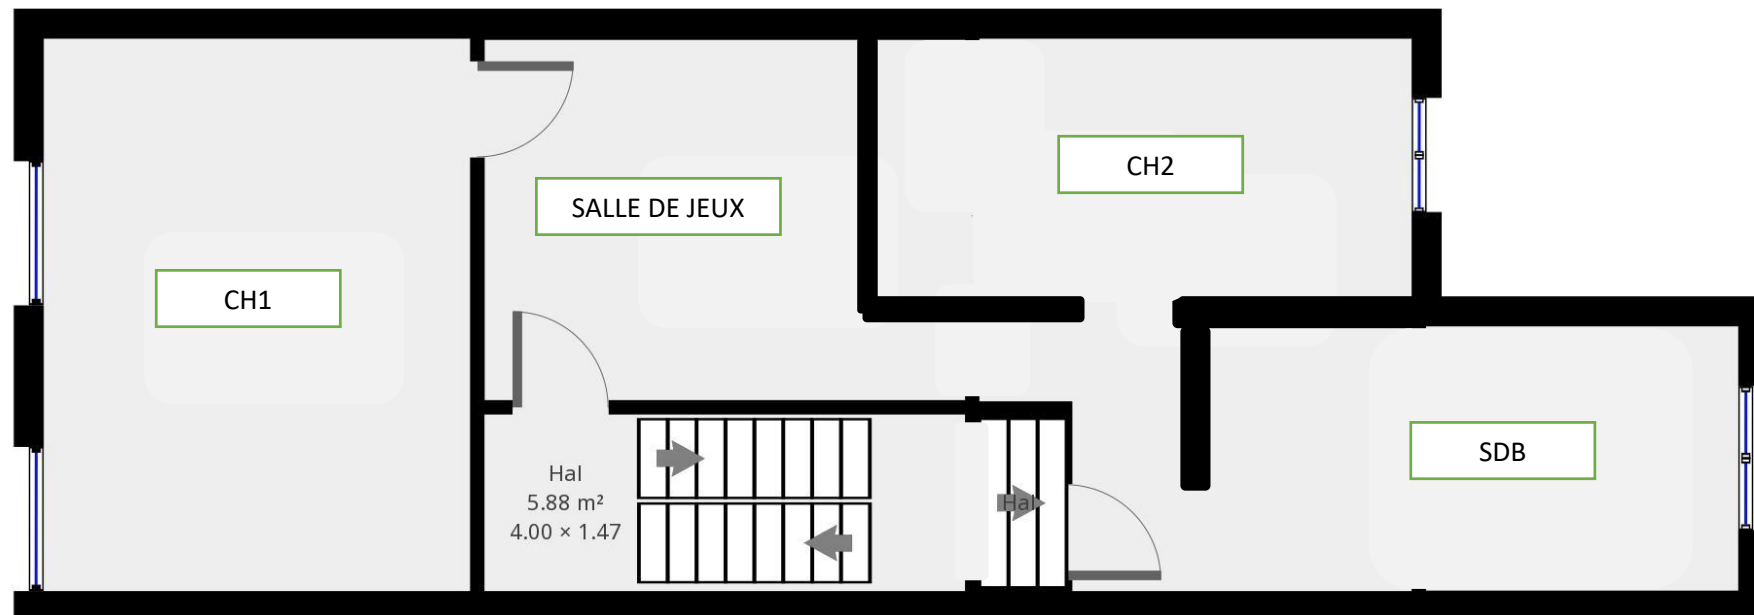 SALLE DE JEUX
CH2
CH1
SDB
Hal
5.88 m²
4.00 × 1.47
Hal